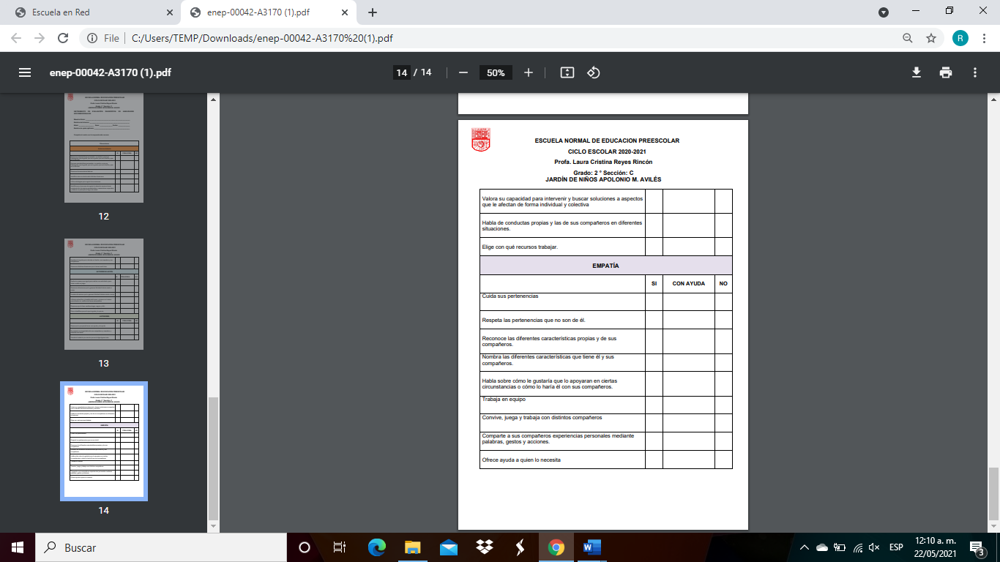 Escuela en Red
enep-00042-A3170 (1).pdf
File
C:/Users/TEMP/Downloads/enep-00042-A3170%20(1).pdf
R
enep-00042-A3170 (1).pdf
14 / 14
50%
12
13
14
ESCUELA NORMAL DE EDUCACION PREESCOLAR
CICLO ESCOLAR 2020-2021
Profa. Laura Cristina Reyes Rincón
Grado: 2 ° Sección: C
JARDÍN DE NIÑOS APOLONIO M. AVILÉS
Valora su capacidad para intervenir y buscar soluciones a aspectos
que le afectan de forma individual y colectiva
Habla de conductas propias y las de sus compañeros en diferentes
situaciones.
Elige con qué recursos trabajar.
EMPATÍA
SI CON AYUDA NO
Cuida sus pertenencias
Respeta las pertenencias que no son de él.
Reconoce las diferentes características propias y de sus
compañeros.
Nombra las diferentes características que tiene él y sus
compañeros.
Habla sobre cómo le gustaría que lo apoyaran en ciertas
circunstancias o cómo lo haría él con sus compañeros.
Trabaja en equipo
Convive, juega y trabaja con distintos compañeros
Comparte a sus compañeros experiencias personales mediante
palabras, gestos y acciones.
Ofrece ayuda a quien lo necesita
Buscar
ESP
12:10 a. m.
22/05/2021
3